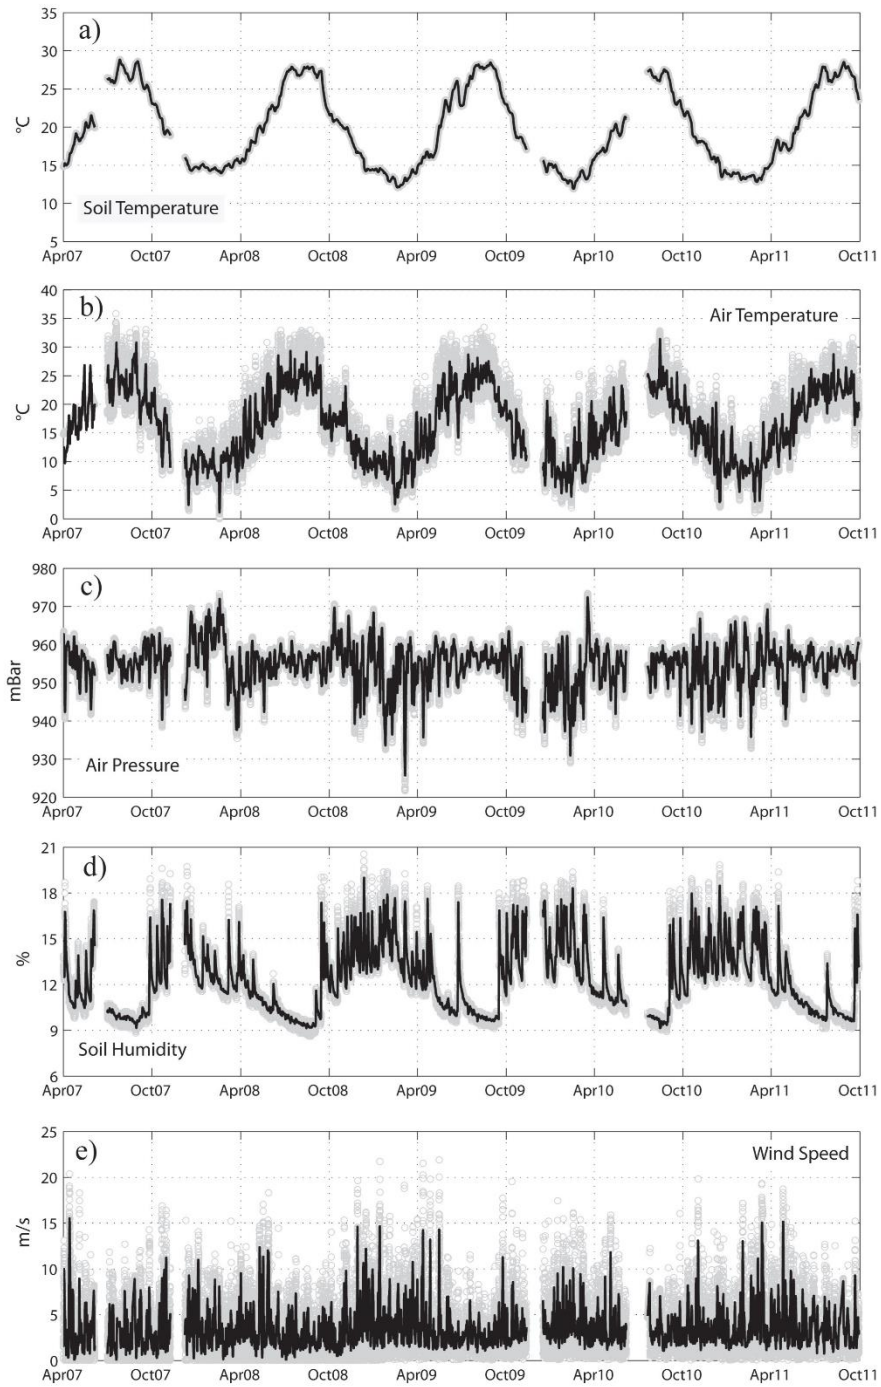 a)
35
30
25
20
15
10
5
°C
Soil Temperature
Apr07 Oct07 Apr08 Oct08 Apr09 Oct09 Apr10 Oct10 Apr11 Oct11
b)
Air Temperature
40
35
30
25
20
15
10
5
0
°C
Apr07 Oct07 Apr08 Oct08 Apr09 Oct09 Apr10 Oct10 Apr11 Oct11
c)
980
970
960
950
940
930
920
mBar
Air Pressure
Apr07 Oct07 Apr08 Oct08 Apr09 Oct09 Apr10 Oct10 Apr11 Oct11
d)
21
18
15
12
9
6
%
Soil Humidity
Apr07 Oct07 Apr08 Oct08 Apr09 Oct09 Apr10 Oct10 Apr11 Oct11
e)
Wind Speed
25
20
15
10
5
0
m/s
Apr07 Oct07 Apr08 Oct08 Apr09 Oct09 Apr10 Oct10 Apr11 Oct11